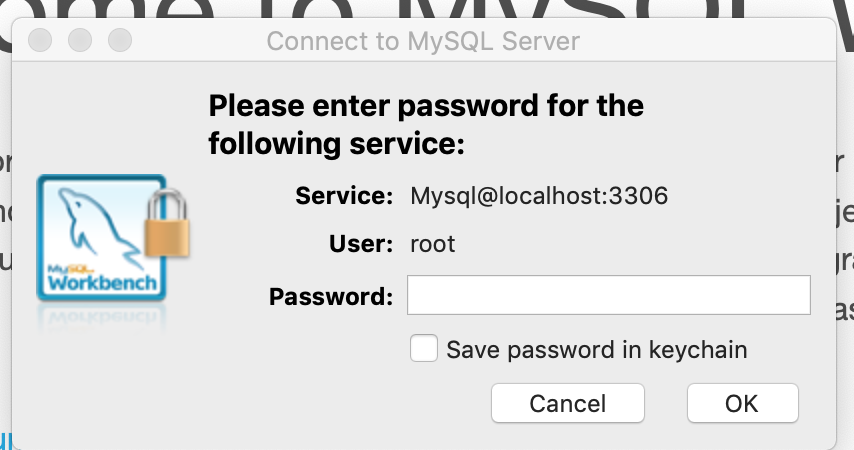 ome to MySQL W
Connect to MySQL Server
Please enter password for the
following service:
Service: Mysql@localhost:3306
User: root
Password:
Save password in keychain
Cancel OK
MySQL
Workbench